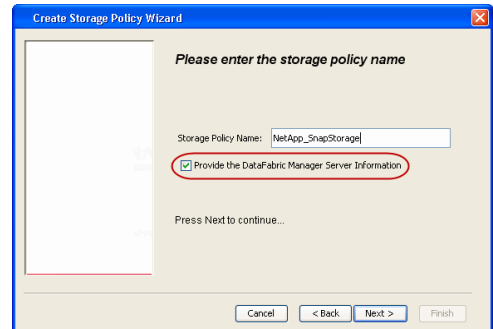 Create Storage Policy Wizard
Please enter the storage policy name
Storage Policy Name: NetApp_SnapStorage
Provide the DataFabric Manager Server Information
Press Next to continue...
Cancel < Back Next > Finish